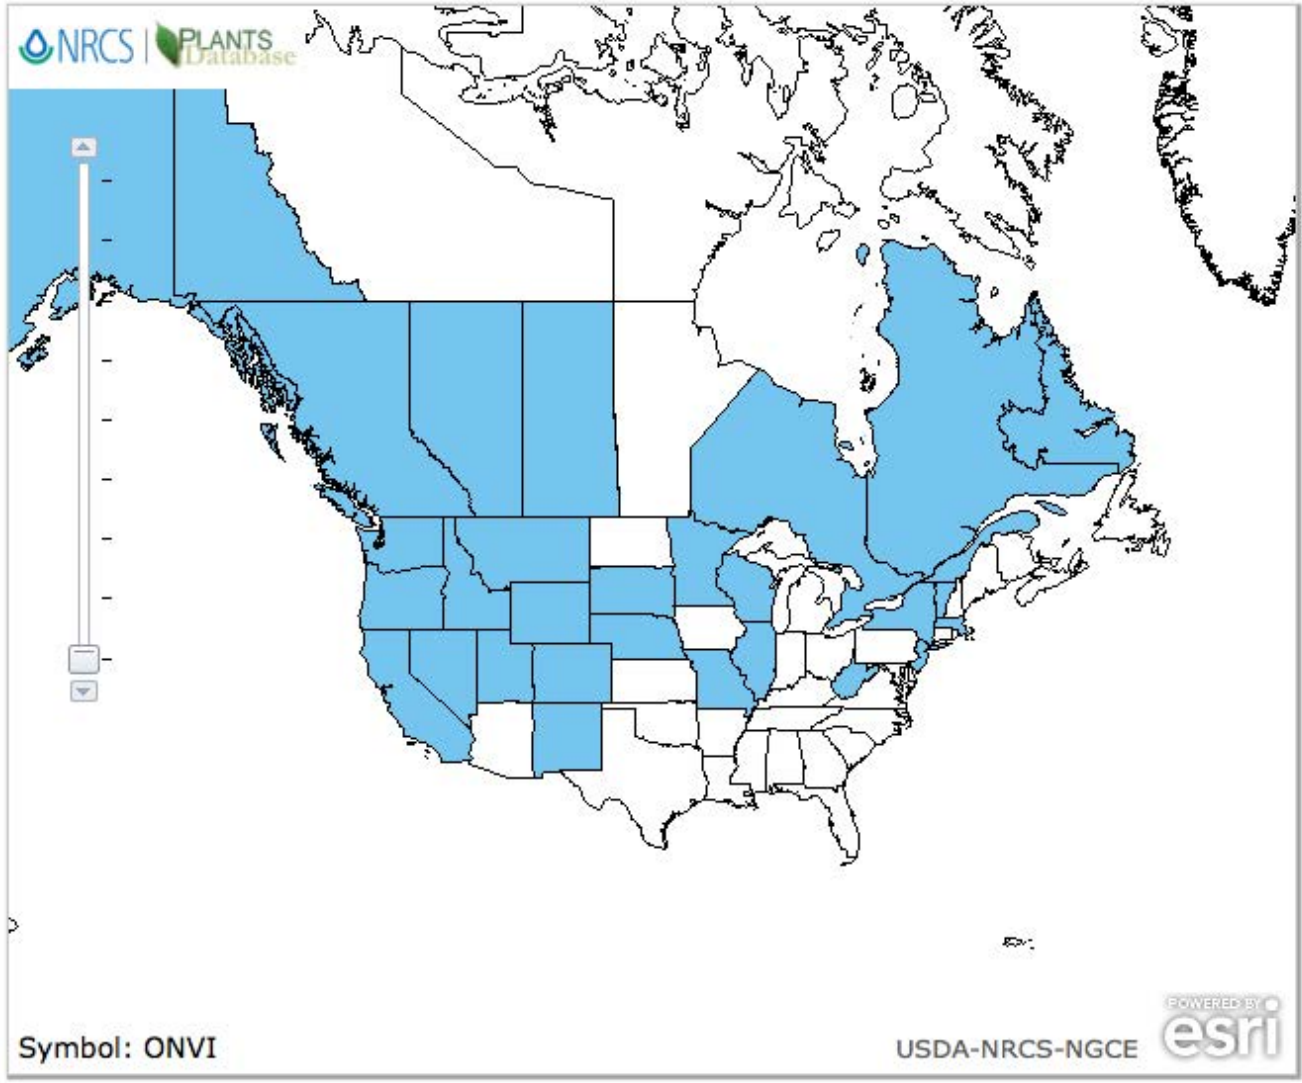 NRCS | PLANTS
Database
POWERED BY
esri
Symbol: ONVI
USDA-NRCS-NGCE